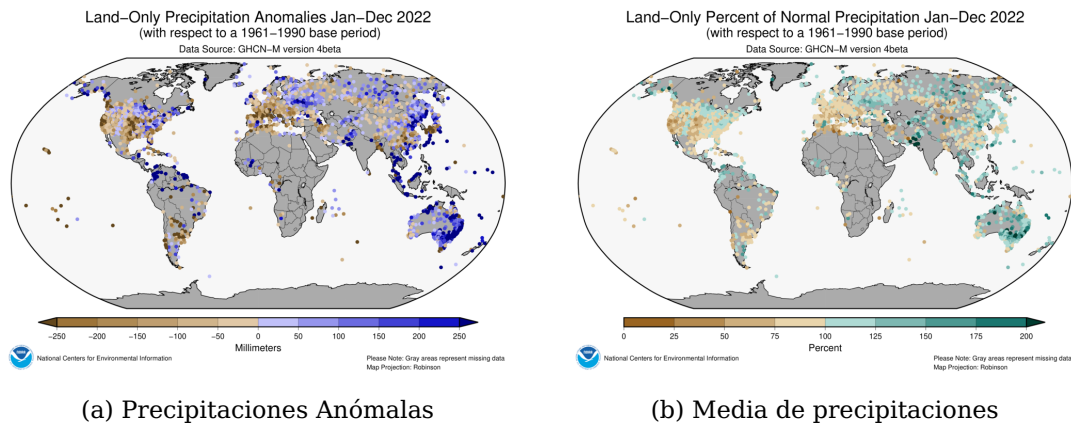 Land−Only Precipitation Anomalies Jan−Dec 2022
(with respect to a 1961−1990 base period)
Data Source: GHCN−M version 4beta
−250 −200 −150 −100 −50 0 50 100 150 200 250
Millimeters
NOAA
National Centers for Environmental Information
Please Note: Gray areas represent missing data
Map Projection: Robinson
(a) Precipitaciones Anómalas
Land−Only Percent of Normal Precipitation Jan−Dec 2022
(with respect to a 1961−1990 base period)
Data Source: GHCN−M version 4beta
0 25 50 75 100 125 150 175 200
Percent
NOAA
National Centers for Environmental Information
Please Note: Gray areas represent missing data
Map Projection: Robinson
(b) Media de precipitaciones